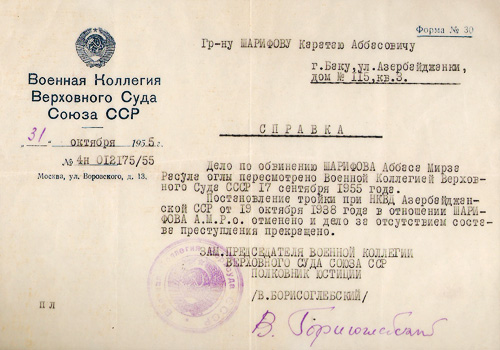 Форма № 30
Военная Коллегия
Верховного Суда
Союза ССР
31 октября 1955 г.
№ 4н 012175/55
Москва, ул. Воровского, д. 13.
Гр-ну ШАРИФОВУ Каратаю Аббасовичу
г.Баку,ул.Азербайджанки,
дом № 115,кв.3.
СПРАВКА
Дело по обвинению ШАРИФОВА Аббаса Мирза
Расула оглы пересмотрено Военной Коллегией Верхов-
ного Суда СССР 17 сентября 1955 года.
Постановление тройки при НКВД Азербайджан-
ской ССР от 19 октября 1938 года в отношении ШАРИ-
ФОВА А.М.Р.о. отменено и дело за отсутствием соста-
ва преступления прекращено.
ЗАМ.ПРЕДСЕДАТЕЛЯ ВОЕННОЙ КОЛЛЕГИИ
ВЕРХОВНОГО СУДА СОЮЗА ССР
ПОЛКОВНИК ЮСТИЦИИ
/В.БОРИСОГЛЕБСКИЙ/
В. Борисоглебский
п л